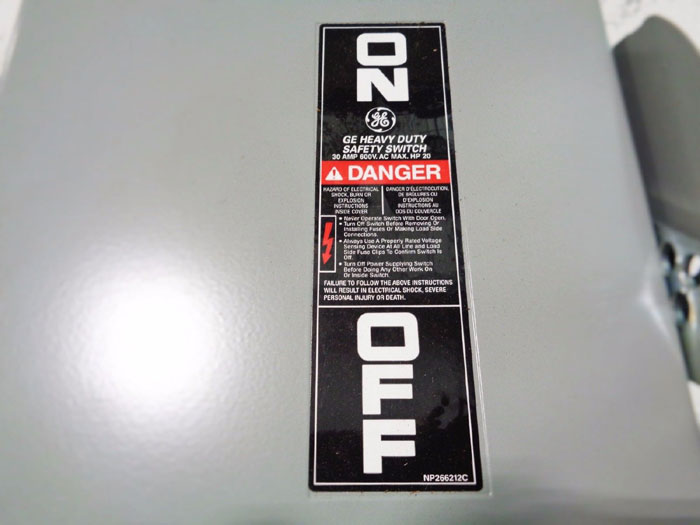 ON
GE
GE HEAVY DUTY
SAFETY SWITCH
30 AMP 600V. AC MAX. HP 20
DANGER
HAZARD OF ELECTRICAL
SHOCK, BURN OR
EXPLOSION
INSTRUCTIONS
INSIDE COVER
DANGER D'ELECTROCUTION,
DE BRÛLURES OU
D'EXPLOSION
INSTRUCTIONS AU
DOS DU COUVERCLE
• Never Operate Switch With Door Open.
• Turn Off Switch Before Removing Or
Installing Fuses Or Making Load Side
Connections.
• Always Use A Properly Rated Voltage
Sensing Device At All Line and Load
Side Fuse Clips To Confirm Switch Is
Off.
• Turn Off Power Supplying Switch
Before Doing Any Other Work On
Or Inside Switch.
FAILURE TO FOLLOW THE ABOVE INSTRUCTIONS
WILL RESULT IN ELECTRICAL SHOCK, SEVERE
PERSONAL INJURY OR DEATH.
OFF
NP266212C